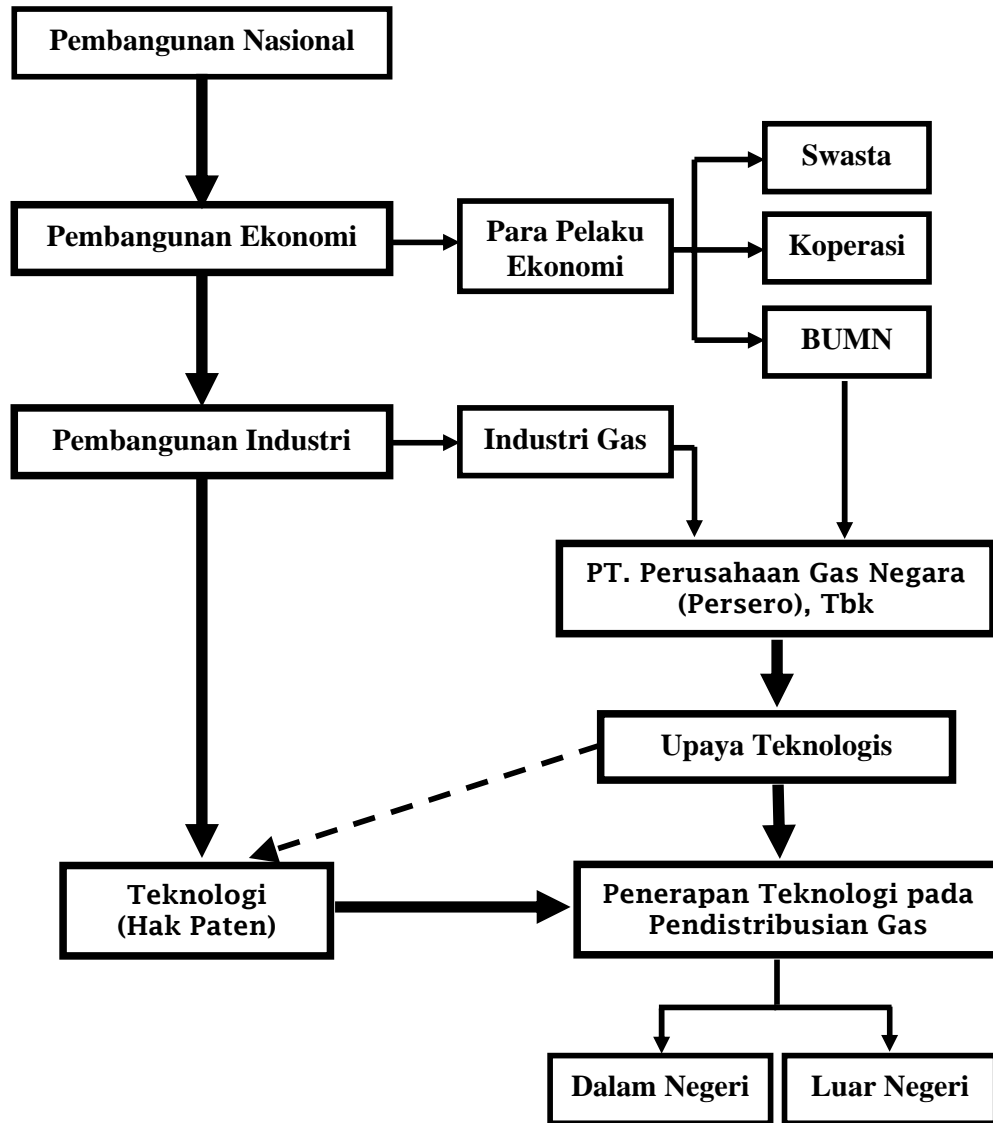 Pembangunan Nasional
Swasta
Pembangunan Ekonomi
Para Pelaku
Ekonomi
Koperasi
BUMN
Pembangunan Industri
Industri Gas
PT. Perusahaan Gas Negara
(Persero), Tbk
Upaya Teknologis
Teknologi
(Hak Paten)
Penerapan Teknologi pada
Pendistribusian Gas
Dalam Negeri
Luar Negeri